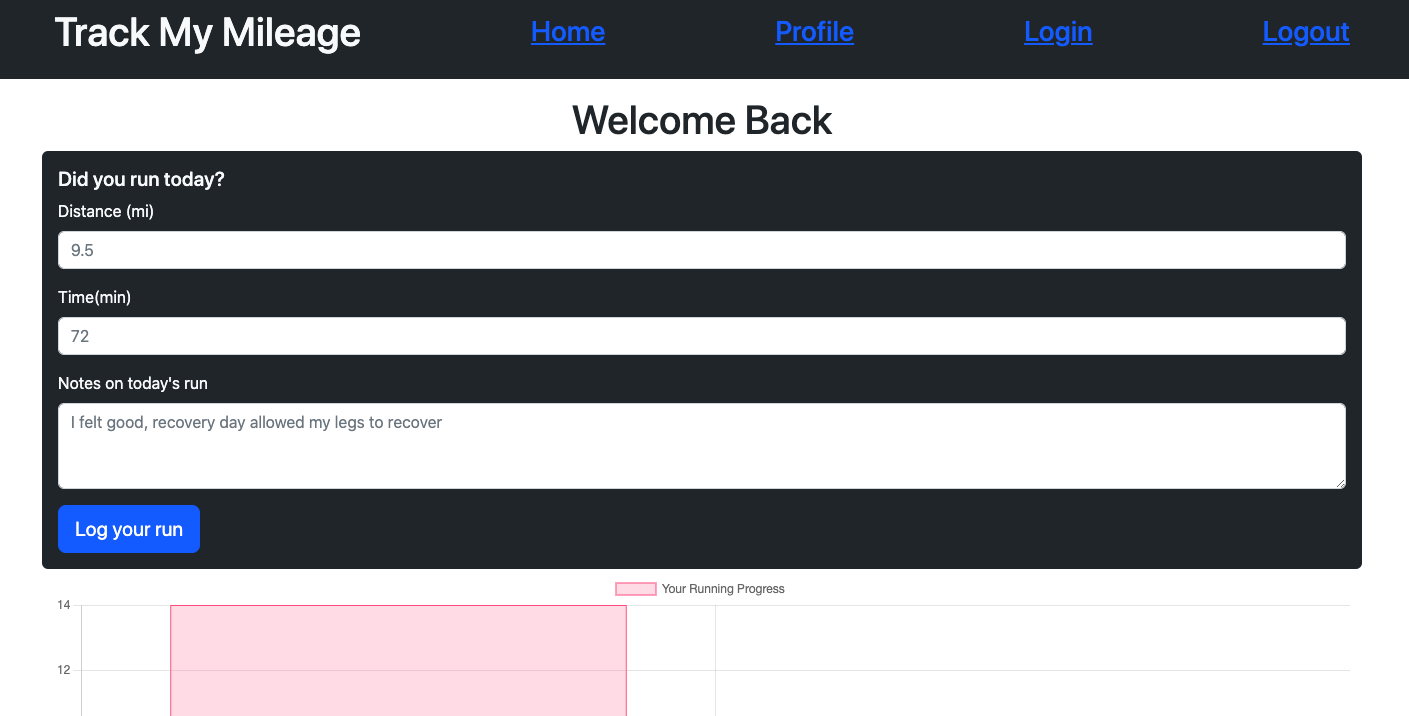 Track My Mileage Home Profile Login Logout
Welcome Back
Did you run today?
Distance (mi)
9.5
Time(min)
72
Notes on today's run
I felt good, recovery day allowed my legs to recover
Log your run
Your Running Progress
14
12